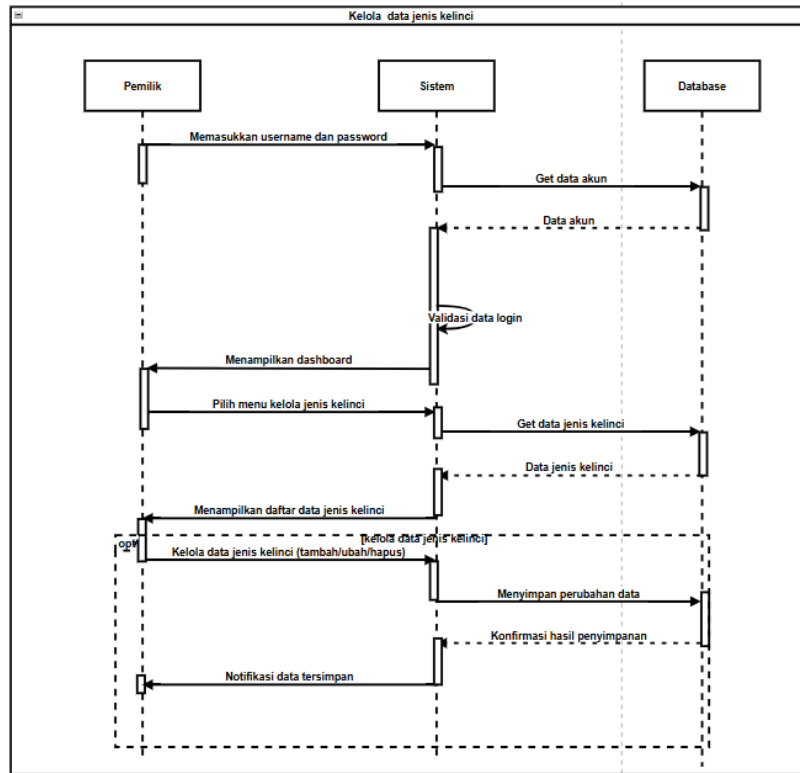 Kelola data jenis kelinci
Pemilik
Sistem
Database
Memasukkan username dan password
Get data akun
Data akun
Validasi data login
Menampilkan dashboard
Pilih menu kelola jenis kelinci
Get data jenis kelinci
Data jenis kelinci
Menampilkan daftar data jenis kelinci
[kelola data jenis kelinci]
opt
Kelola data jenis kelinci (tambah/ubah/hapus)
Menyimpan perubahan data
Konfirmasi hasil penyimpanan
Notifikasi data tersimpan